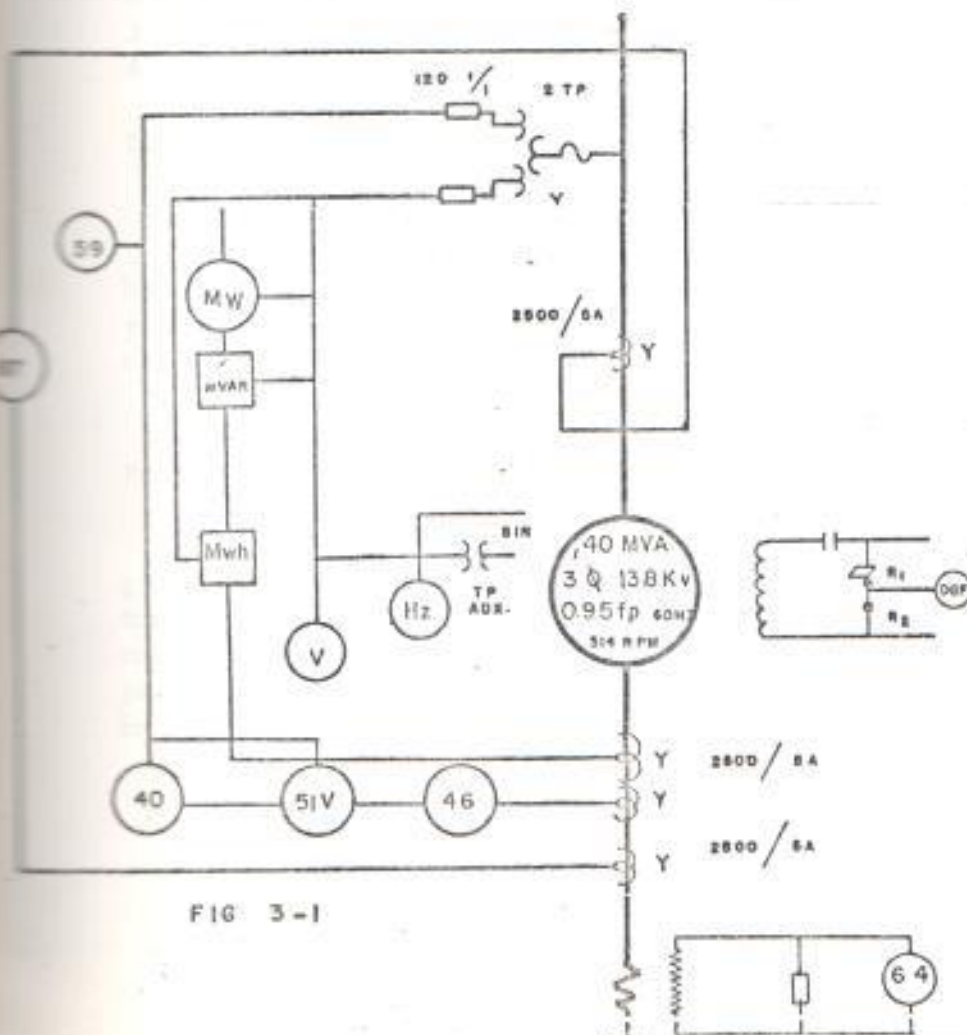 120 1/1
2 TP
Y
59
MW
2500/5A
Y
MVAR
Mwh
SIN
TP
AUX-
Hz
V
40 MVA
3 Φ 13.8 Kv
0.95 fp 60HZ
514 RPM
R1
R2
Y
2500/5A
40
51V
46
Y
Y
2500/5A
FIG 3-1
64